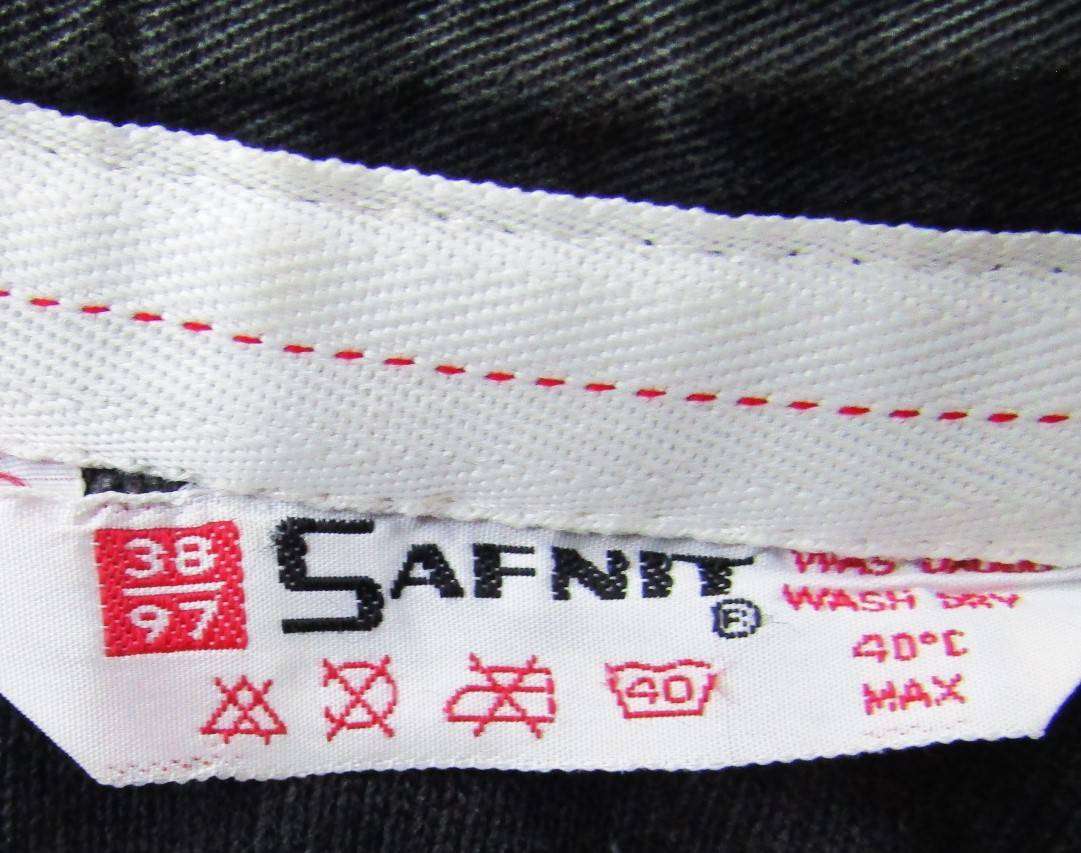 38
97
SAFNIT
®
40
WASH DRY
40°C
MAX